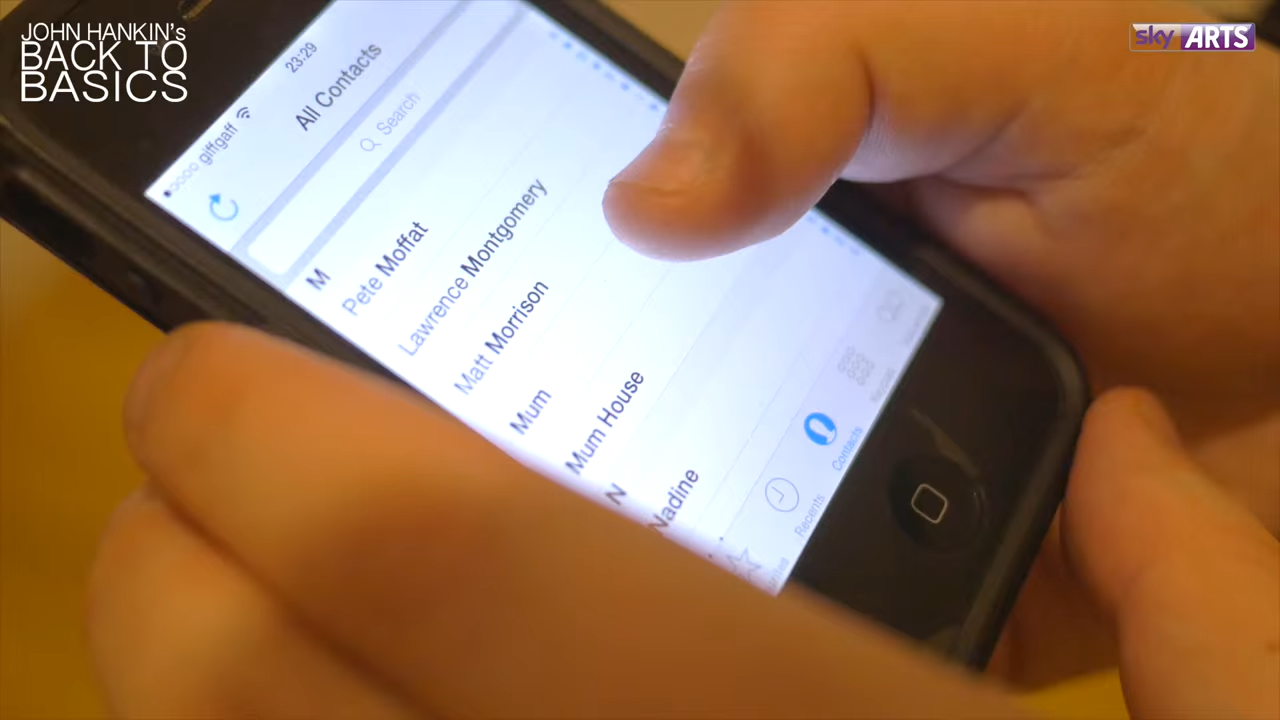 JOHN HANKIN's
BACK TO
BASICS
sky ARTS
giffgaff
23:29
All Contacts
Search
M
Pete Moffat
Lawrence Montgomery
Matt Morrison
Mum
Mum House
N
Nadine
Recents
Contacts
Keypad